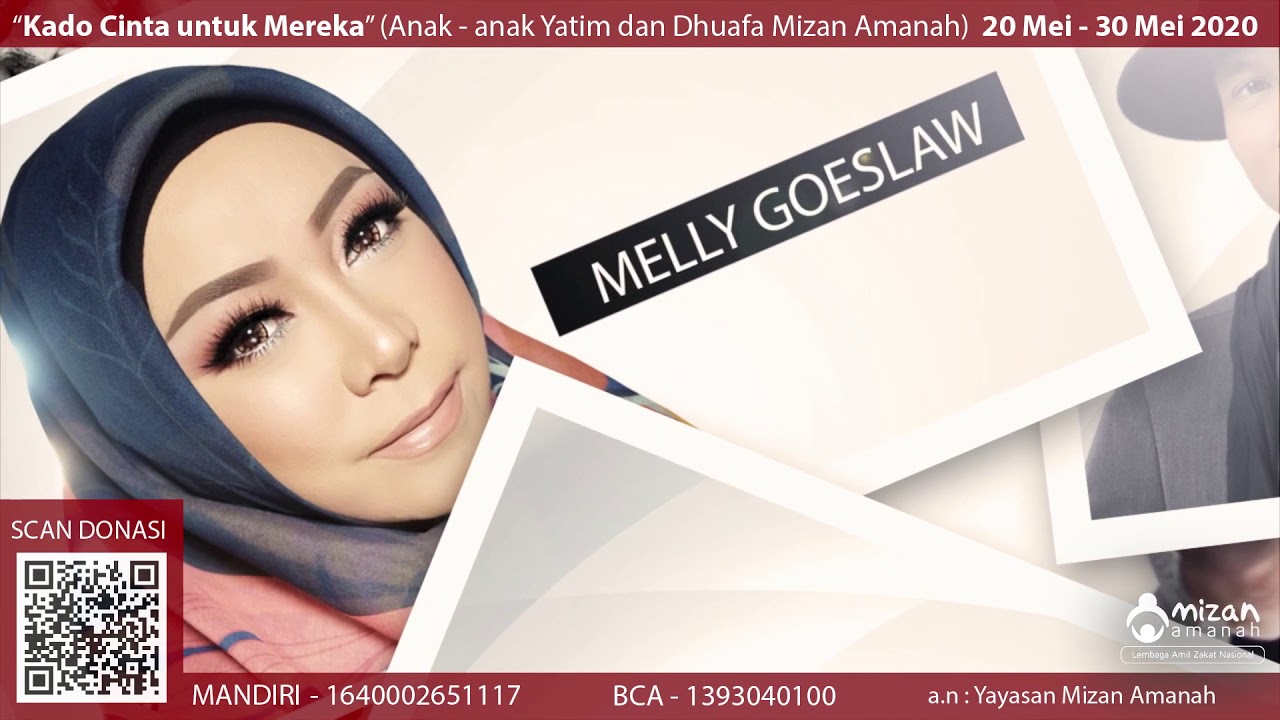 “Kado Cinta untuk Mereka” (Anak - anak Yatim dan Dhuafa Mizan Amanah) 20 Mei - 30 Mei 2020
MELLY GOESLAW
SCAN DONASI
mizan
amanah
Lembaga Amil Zakat Nasional
MANDIRI - 1640002651117 BCA - 1393040100 a.n : Yayasan Mizan Amanah